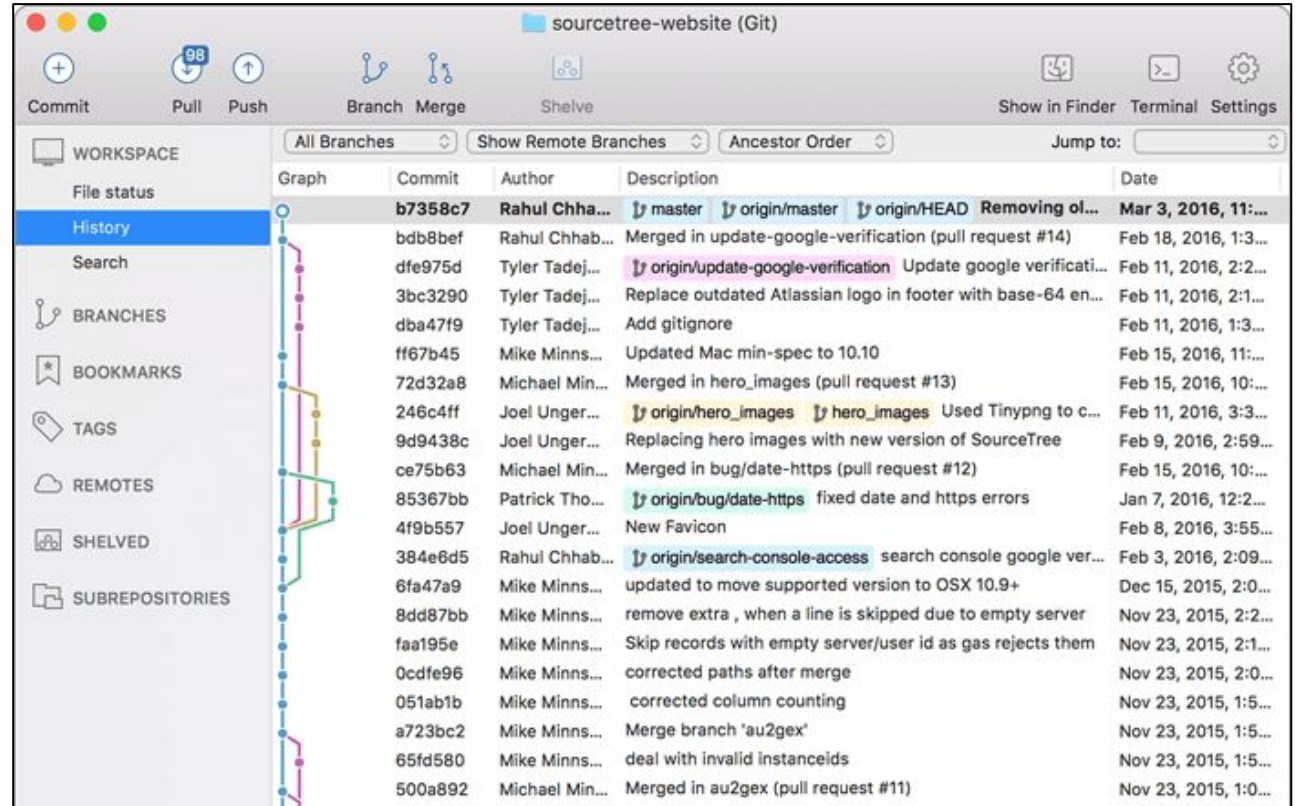 sourcetree-website (Git)
98
Commit Pull Push Branch Merge Shelve Show in Finder Terminal Settings
WORKSPACE
File status
History
Search
BRANCHES
BOOKMARKS
TAGS
REMOTES
SHELVED
SUBREPOSITORIES
All Branches Show Remote Branches Ancestor Order Jump to:
Graph Commit Author Description Date
b7358c7 Rahul Chha... master origin/master origin/HEAD Removing ol... Mar 3, 2016, 11:...
bdb8bef Rahul Chhab... Merged in update-google-verification (pull request #14) Feb 18, 2016, 1:3...
dfe975d Tyler Tadej... origin/update-google-verification Update google verificati... Feb 11, 2016, 2:2...
3bc3290 Tyler Tadej... Replace outdated Atlassian logo in footer with base-64 en... Feb 11, 2016, 2:1...
dba47f9 Tyler Tadej... Add gitignore Feb 11, 2016, 1:3...
ff67b45 Mike Minns... Updated Mac min-spec to 10.10 Feb 15, 2016, 11:...
72d32a8 Michael Min... Merged in hero_images (pull request #13) Feb 15, 2016, 10:...
246c4ff Joel Unger... origin/hero_images hero_images Used Tinypng to c... Feb 11, 2016, 3:3...
9d9438c Joel Unger... Replacing hero images with new version of SourceTree Feb 9, 2016, 2:59...
ce75b63 Michael Min... Merged in bug/date-https (pull request #12) Feb 15, 2016, 10:...
85367bb Patrick Tho... origin/bug/date-https fixed date and https errors Jan 7, 2016, 12:2...
4f9b557 Joel Unger... New Favicon Feb 8, 2016, 3:55...
384e6d5 Rahul Chhab... origin/search-console-access search console google ver... Feb 3, 2016, 2:09...
6fa47a9 Mike Minns... updated to move supported version to OSX 10.9+ Dec 15, 2015, 2:0...
8dd87bb Mike Minns... remove extra , when a line is skipped due to empty server Nov 23, 2015, 2:2...
faa195e Mike Minns... Skip records with empty server/user id as gas rejects them Nov 23, 2015, 2:1...
0cdfe96 Mike Minns... corrected paths after merge Nov 23, 2015, 2:0...
051ab1b Mike Minns... corrected column counting Nov 23, 2015, 1:5...
a723bc2 Mike Minns... Merge branch 'au2gex' Nov 23, 2015, 1:5...
65fd580 Mike Minns... deal with invalid instanceids Nov 23, 2015, 1:5...
500a892 Michael Min... Merged in au2gex (pull request #11) Nov 23, 2015, 1:0...